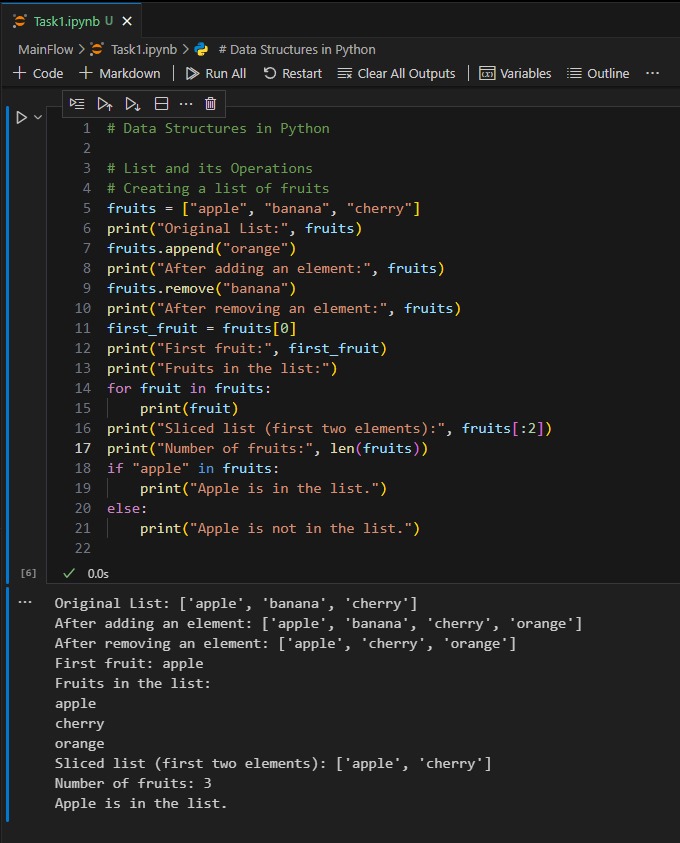 Task1.ipynb U
MainFlow > Task1.ipynb > # Data Structures in Python
+ Code + Markdown | Run All Restart Clear All Outputs | Variables Outline ...
1 # Data Structures in Python
2
3 # List and its Operations
4 # Creating a list of fruits
5 fruits = ["apple", "banana", "cherry"]
6 print("Original List:", fruits)
7 fruits.append("orange")
8 print("After adding an element:", fruits)
9 fruits.remove("banana")
10 print("After removing an element:", fruits)
11 first_fruit = fruits[0]
12 print("First fruit:", first_fruit)
13 print("Fruits in the list:")
14 for fruit in fruits:
15     print(fruit)
16 print("Sliced list (first two elements):", fruits[:2])
17 print("Number of fruits:", len(fruits))
18 if "apple" in fruits:
19     print("Apple is in the list.")
20 else:
21     print("Apple is not in the list.")
22
[6] ✓ 0.0s
... Original List: ['apple', 'banana', 'cherry']
After adding an element: ['apple', 'banana', 'cherry', 'orange']
After removing an element: ['apple', 'cherry', 'orange']
First fruit: apple
Fruits in the list:
apple
cherry
orange
Sliced list (first two elements): ['apple', 'cherry']
Number of fruits: 3
Apple is in the list.